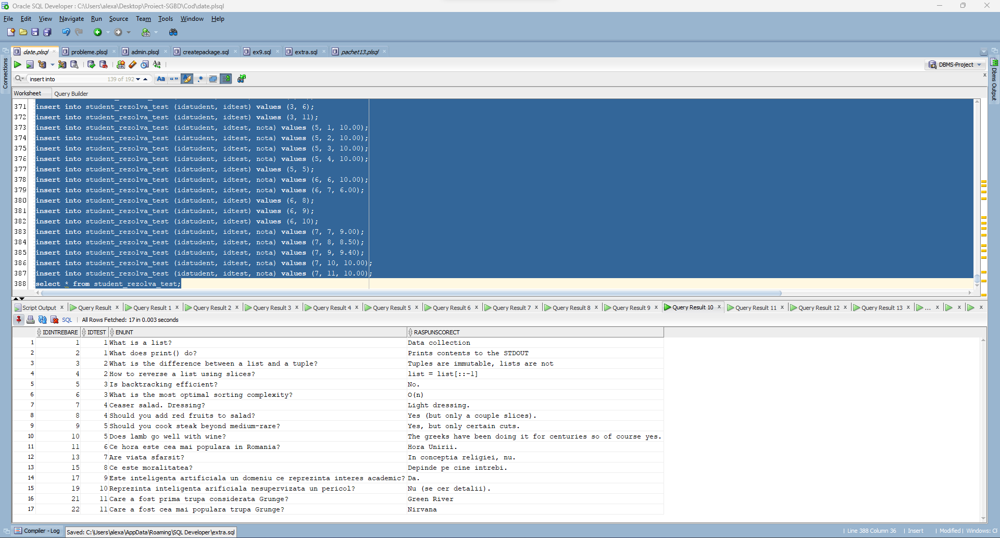 Oracle SQL Developer : C:\Users\alexa\Desktop\Proiect-SGBD\Cod\date.plsql
File Edit View Navigate Run Source Team Tools Window Help
date.plsql probleme.plsql admin.plsql createpackage.sql ex9.sql extra.sql pachet13.plsql
Connections
DBMS-Project
Dbms Output
insert into 139 of 192
Worksheet Query Builder
371 insert into student_rezolva_test (idstudent, idtest) values (3, 6);
372 insert into student_rezolva_test (idstudent, idtest) values (3, 11);
373 insert into student_rezolva_test (idstudent, idtest, nota) values (5, 1, 10.00);
374 insert into student_rezolva_test (idstudent, idtest, nota) values (5, 2, 10.00);
375 insert into student_rezolva_test (idstudent, idtest, nota) values (5, 3, 10.00);
376 insert into student_rezolva_test (idstudent, idtest, nota) values (5, 4, 10.00);
377 insert into student_rezolva_test (idstudent, idtest) values (5, 5);
378 insert into student_rezolva_test (idstudent, idtest, nota) values (6, 6, 10.00);
379 insert into student_rezolva_test (idstudent, idtest, nota) values (6, 7, 6.00);
380 insert into student_rezolva_test (idstudent, idtest) values (6, 8);
381 insert into student_rezolva_test (idstudent, idtest) values (6, 9);
382 insert into student_rezolva_test (idstudent, idtest) values (6, 10);
383 insert into student_rezolva_test (idstudent, idtest, nota) values (7, 7, 9.00);
384 insert into student_rezolva_test (idstudent, idtest, nota) values (7, 8, 8.50);
385 insert into student_rezolva_test (idstudent, idtest, nota) values (7, 9, 9.40);
386 insert into student_rezolva_test (idstudent, idtest, nota) values (7, 10, 10.00);
387 insert into student_rezolva_test (idstudent, idtest, nota) values (7, 11, 10.00);
388 select * from student_rezolva_test;
Script Output Query Result Query Result 1 Query Result 2 Query Result 3 Query Result 4 Query Result 5 Query Result 6 Query Result 7 Query Result 8 Query Result 9 Query Result 10 Query Result 11 Query Result 12 Query Result 13 ...
SQL | All Rows Fetched: 17 in 0.003 seconds
IDINTREBARE IDTEST ENUNT RASPUNSCORECT
1 1 1 What is a list? Data collection
2 2 1 What does print() do? Prints contents to the STDOUT
3 3 2 What is the difference between a list and a tuple? Tuples are immutable, lists are not
4 4 2 How to reverse a list using slices? list = list[::-1]
5 5 3 Is backtracking efficient? No.
6 6 3 What is the most optimal sorting complexity? O(n)
7 7 4 Ceaser salad. Dressing? Light dressing.
8 8 4 Should you add red fruits to salad? Yes (but only a couple slices).
9 9 5 Should you cook steak beyond medium-rare? Yes, but only certain cuts.
10 10 5 Does lamb go well with wine? The greeks have been doing it for centuries so of course yes.
11 11 6 Ce hora este cea mai populara in Romania? Hora Unirii.
12 13 7 Are viata sfarsit? In conceptia religiei, nu.
13 15 8 Ce este moralitatea? Depinde pe cine intrebi.
14 17 9 Este inteligenta artificiala un domeniu ce reprezinta interes academic? Da.
15 19 10 Reprezinta inteligenta arificiala nesupervizata un pericol? Nu (se cer detalii).
16 21 11 Care a fost prima trupa considerata Grunge? Green River
17 22 11 Care a fost cea mai populara trupa Grunge? Nirvana
Compiler - Log Saved: C:\Users\alexa\AppData\Roaming\SQL Developer\extra.sql
| Line 388 Column 36 | Insert | Modified | Windows: